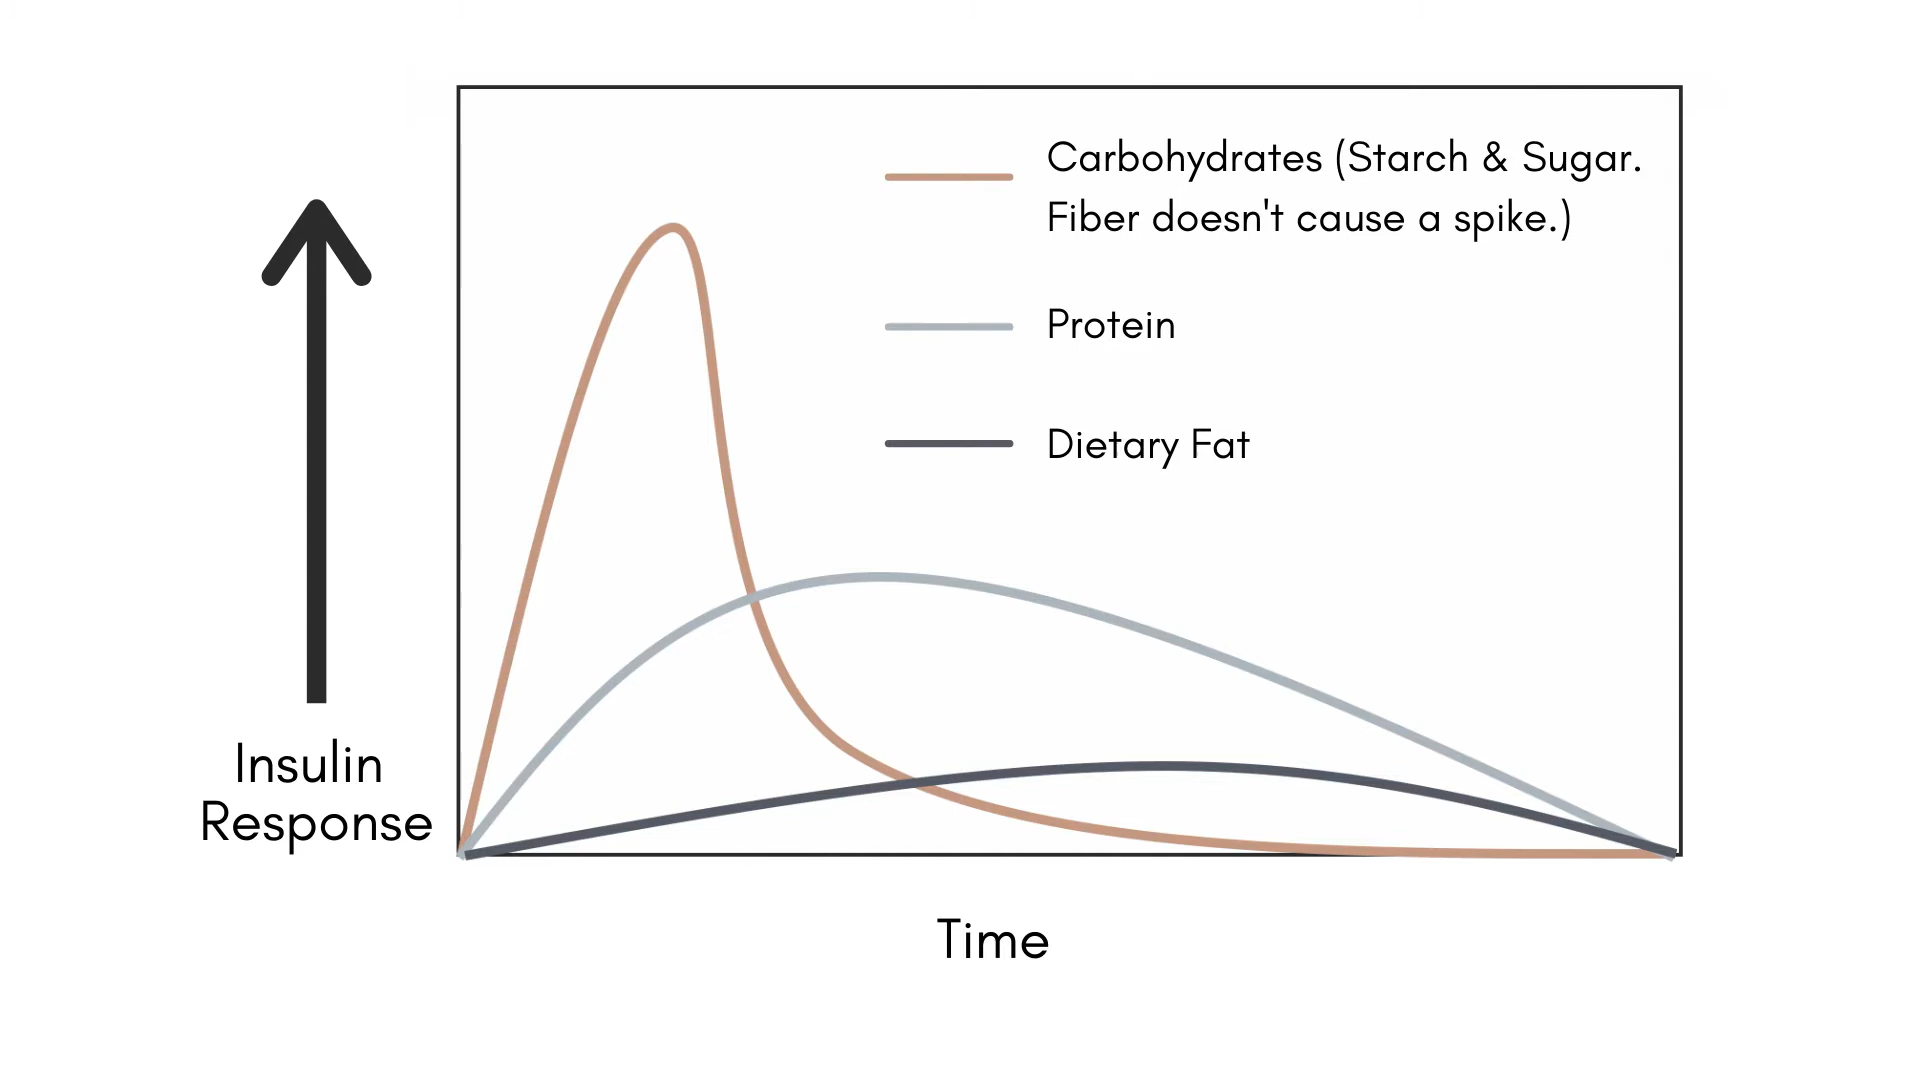 Carbohydrates (Starch & Sugar.
Fiber doesn't cause a spike.)
Protein
Dietary Fat
Insulin
Response
Time